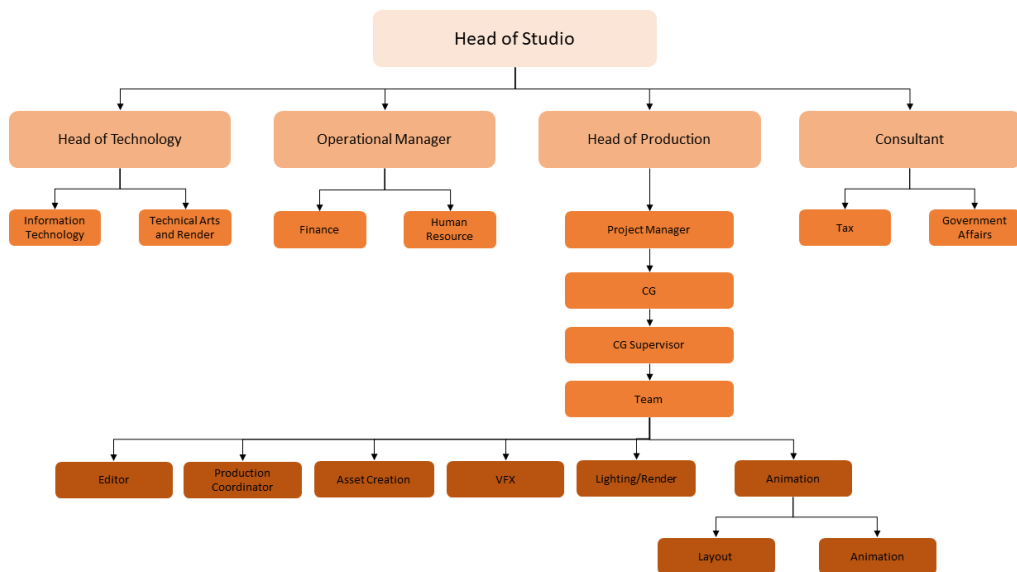 Head of Studio
Head of Technology
Operational Manager
Head of Production
Consultant
Information
Technology
Technical Arts
and Render
Finance
Human
Resource
Project Manager
Tax
Government
Affairs
CG
CG Supervisor
Team
Editor
Production
Coordinator
Asset Creation
VFX
Lighting/Render
Animation
Layout
Animation